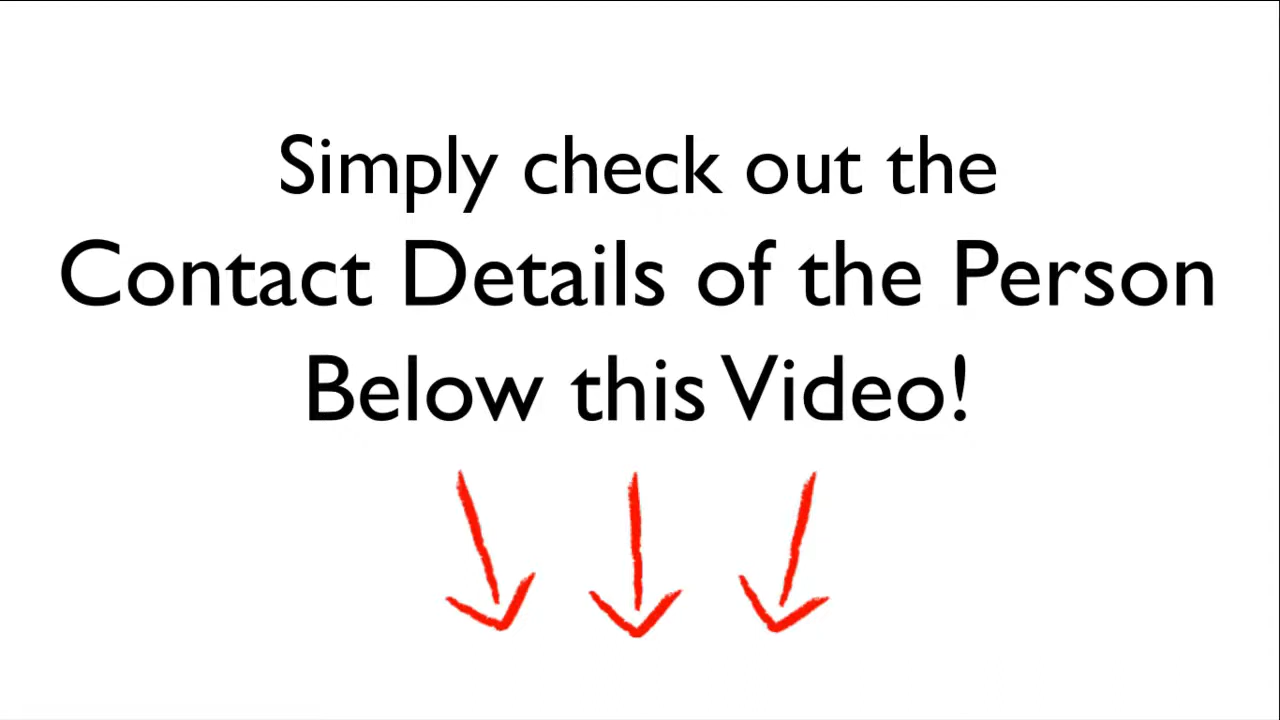 Simply check out the
Contact Details of the Person
Below this Video!